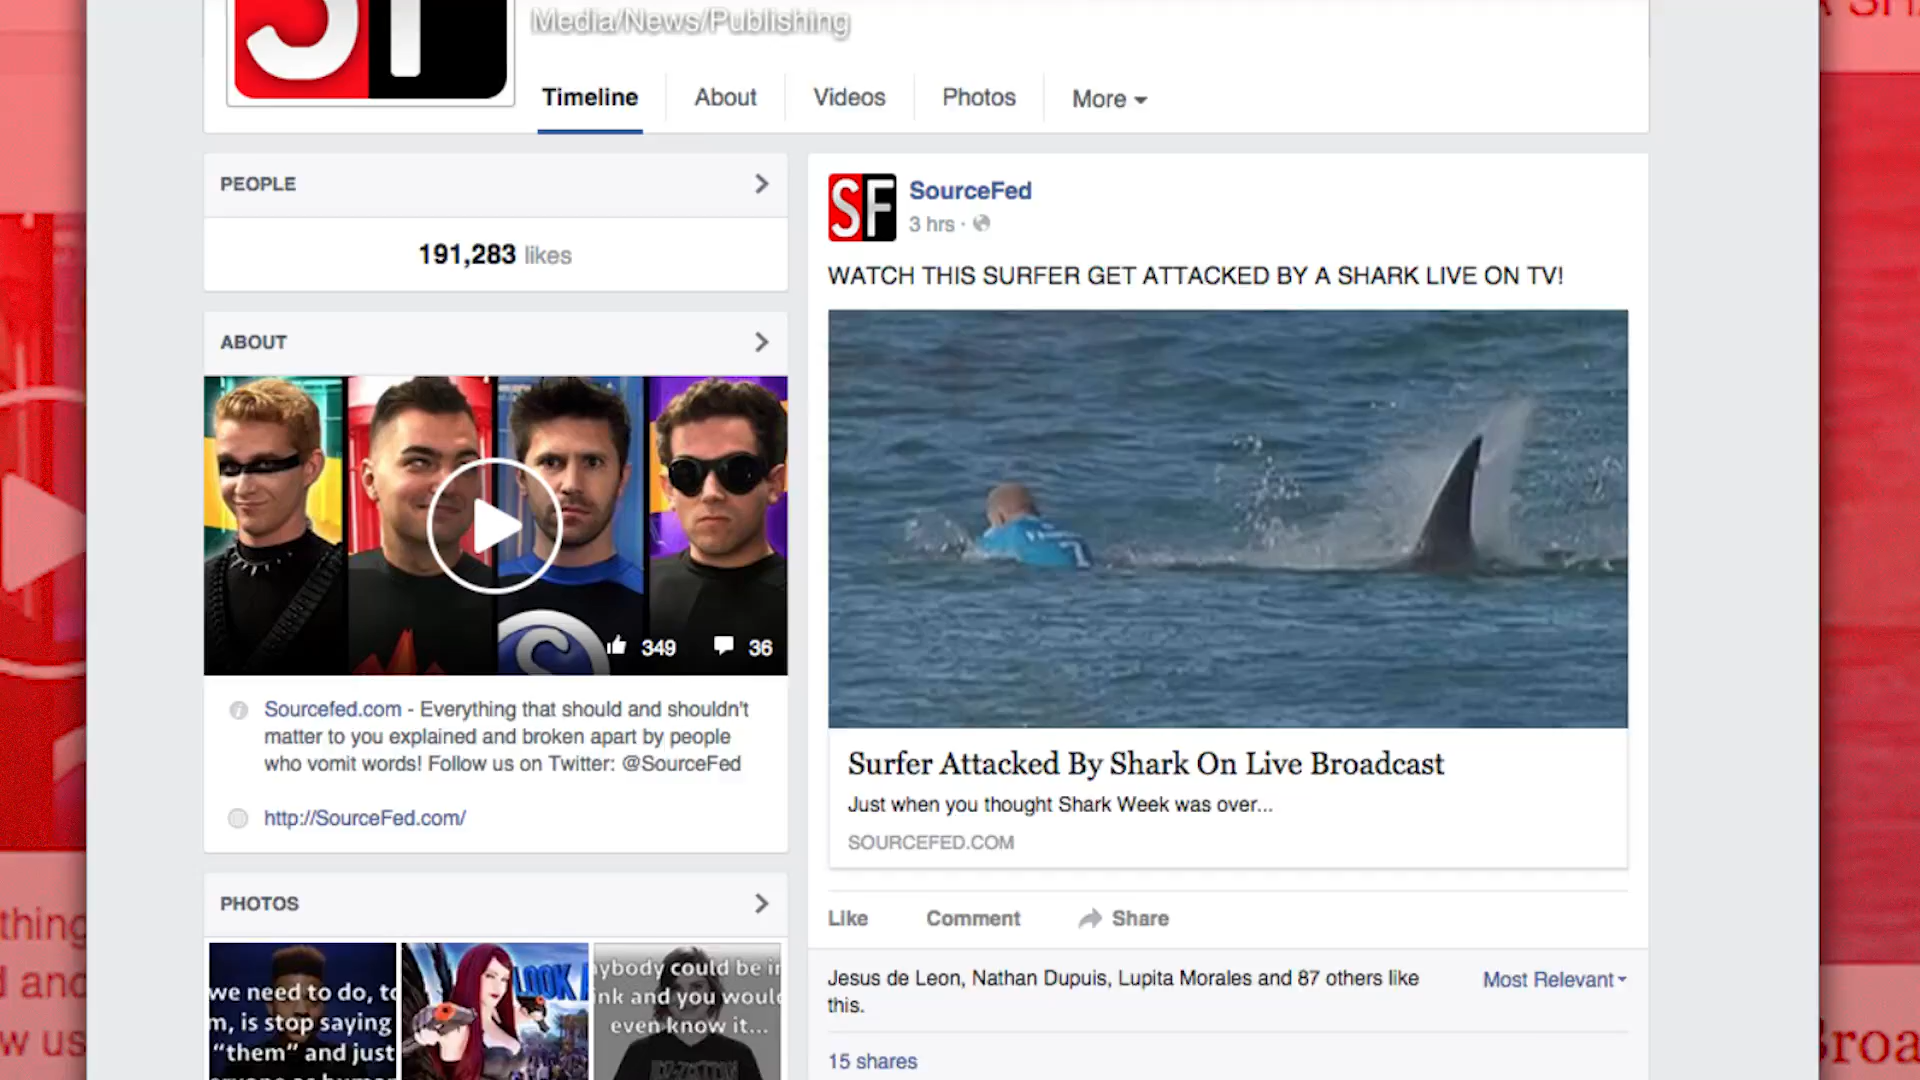 SF
Media/News/Publishing
Timeline
About
Videos
Photos
More
PEOPLE
191,283 likes
ABOUT
349
36
Sourcefed.com - Everything that should and shouldn't
matter to you explained and broken apart by people
who vomit words! Follow us on Twitter: @SourceFed
http://SourceFed.com/
PHOTOS
we need to do, to
m, is stop saying
"them" and just
LOOK A
ybody could be in
nk and you would
even know it...
SF
SourceFed
3 hrs ·
WATCH THIS SURFER GET ATTACKED BY A SHARK LIVE ON TV!
Surfer Attacked By Shark On Live Broadcast
Just when you thought Shark Week was over...
SOURCEFED.COM
Like
Comment
Share
Jesus de Leon, Nathan Dupuis, Lupita Morales and 87 others like
this.
Most Relevant
15 shares